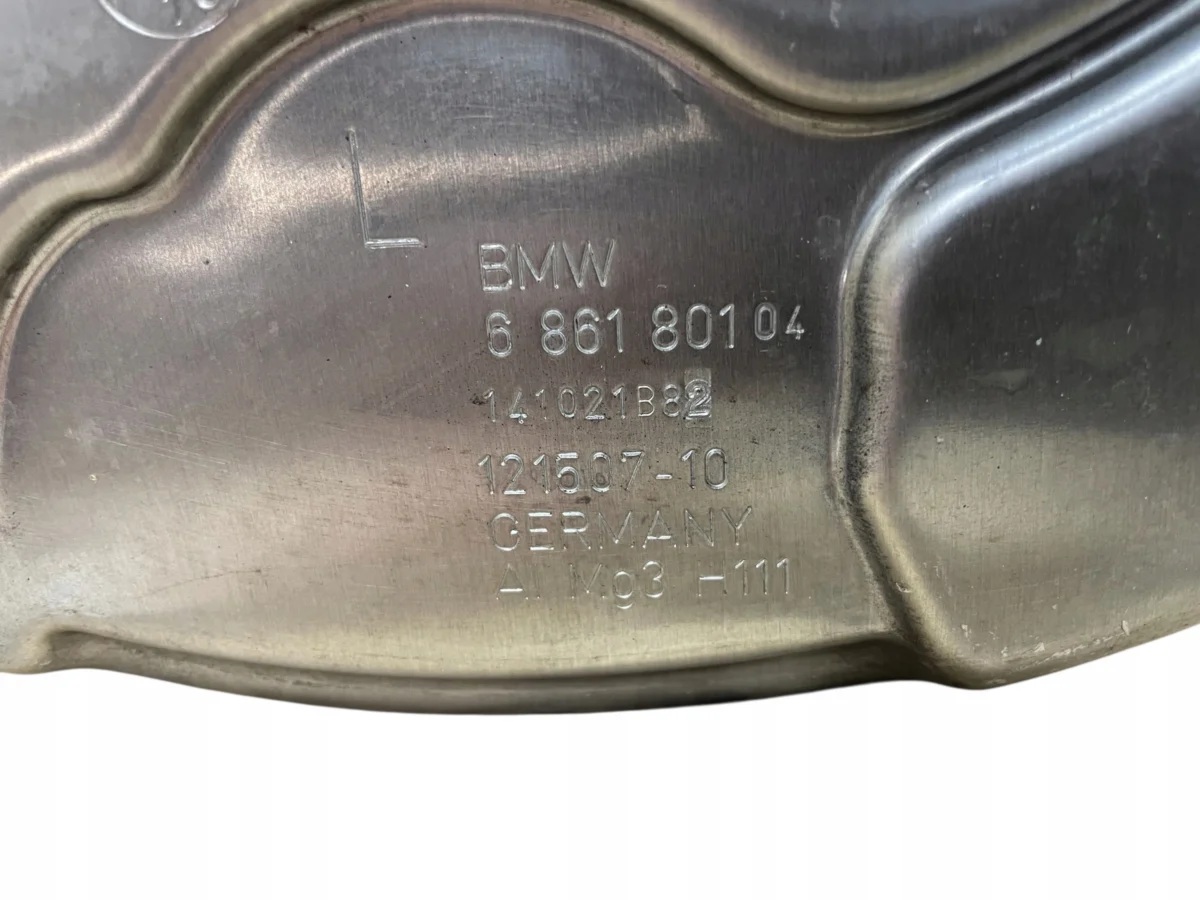 L
BMW
6 861 801 04
141021B82
121507-10
GERMANY
Al Mg3 H111